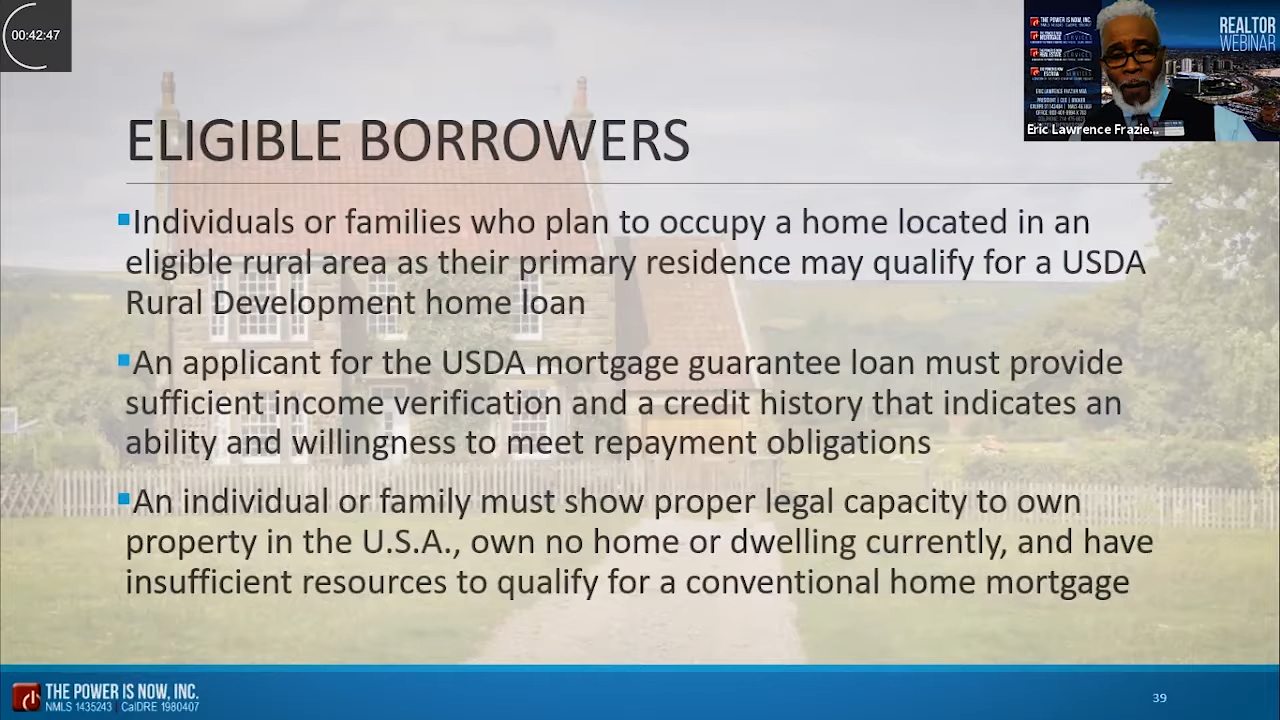 00:42:47
REALTOR
WEBINAR
THE POWER IS NOW, INC.
Eric Lawrence Frazie...
ELIGIBLE BORROWERS
Individuals or families who plan to occupy a home located in an
eligible rural area as their primary residence may qualify for a USDA
Rural Development home loan
An applicant for the USDA mortgage guarantee loan must provide
sufficient income verification and a credit history that indicates an
ability and willingness to meet repayment obligations
An individual or family must show proper legal capacity to own
property in the U.S.A., own no home or dwelling currently, and have
insufficient resources to qualify for a conventional home mortgage
THE POWER IS NOW, INC.
NMLS 1435243 | CalDRE 1980407
39